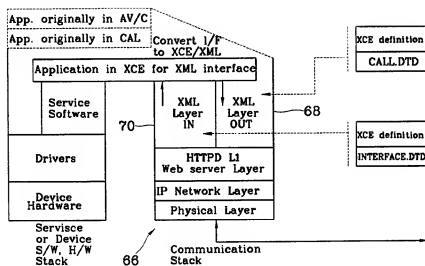 App. originally in AV/C
App. originally in CAL
Convert I/F
to XCE/XML
Application in XCE for XML interface
Service
Software
Drivers
Device
Hardware
Servisce
or Device
S/W, H/W
Stack
70
XML
Layer
IN
XML
Layer
OUT
68
HTTPD L1
Web server Layer
IP Network Layer
Physical Layer
66
Communication
Stack
XCE definition
CALL.DTD
XCE definition
INTERFACE.DTD